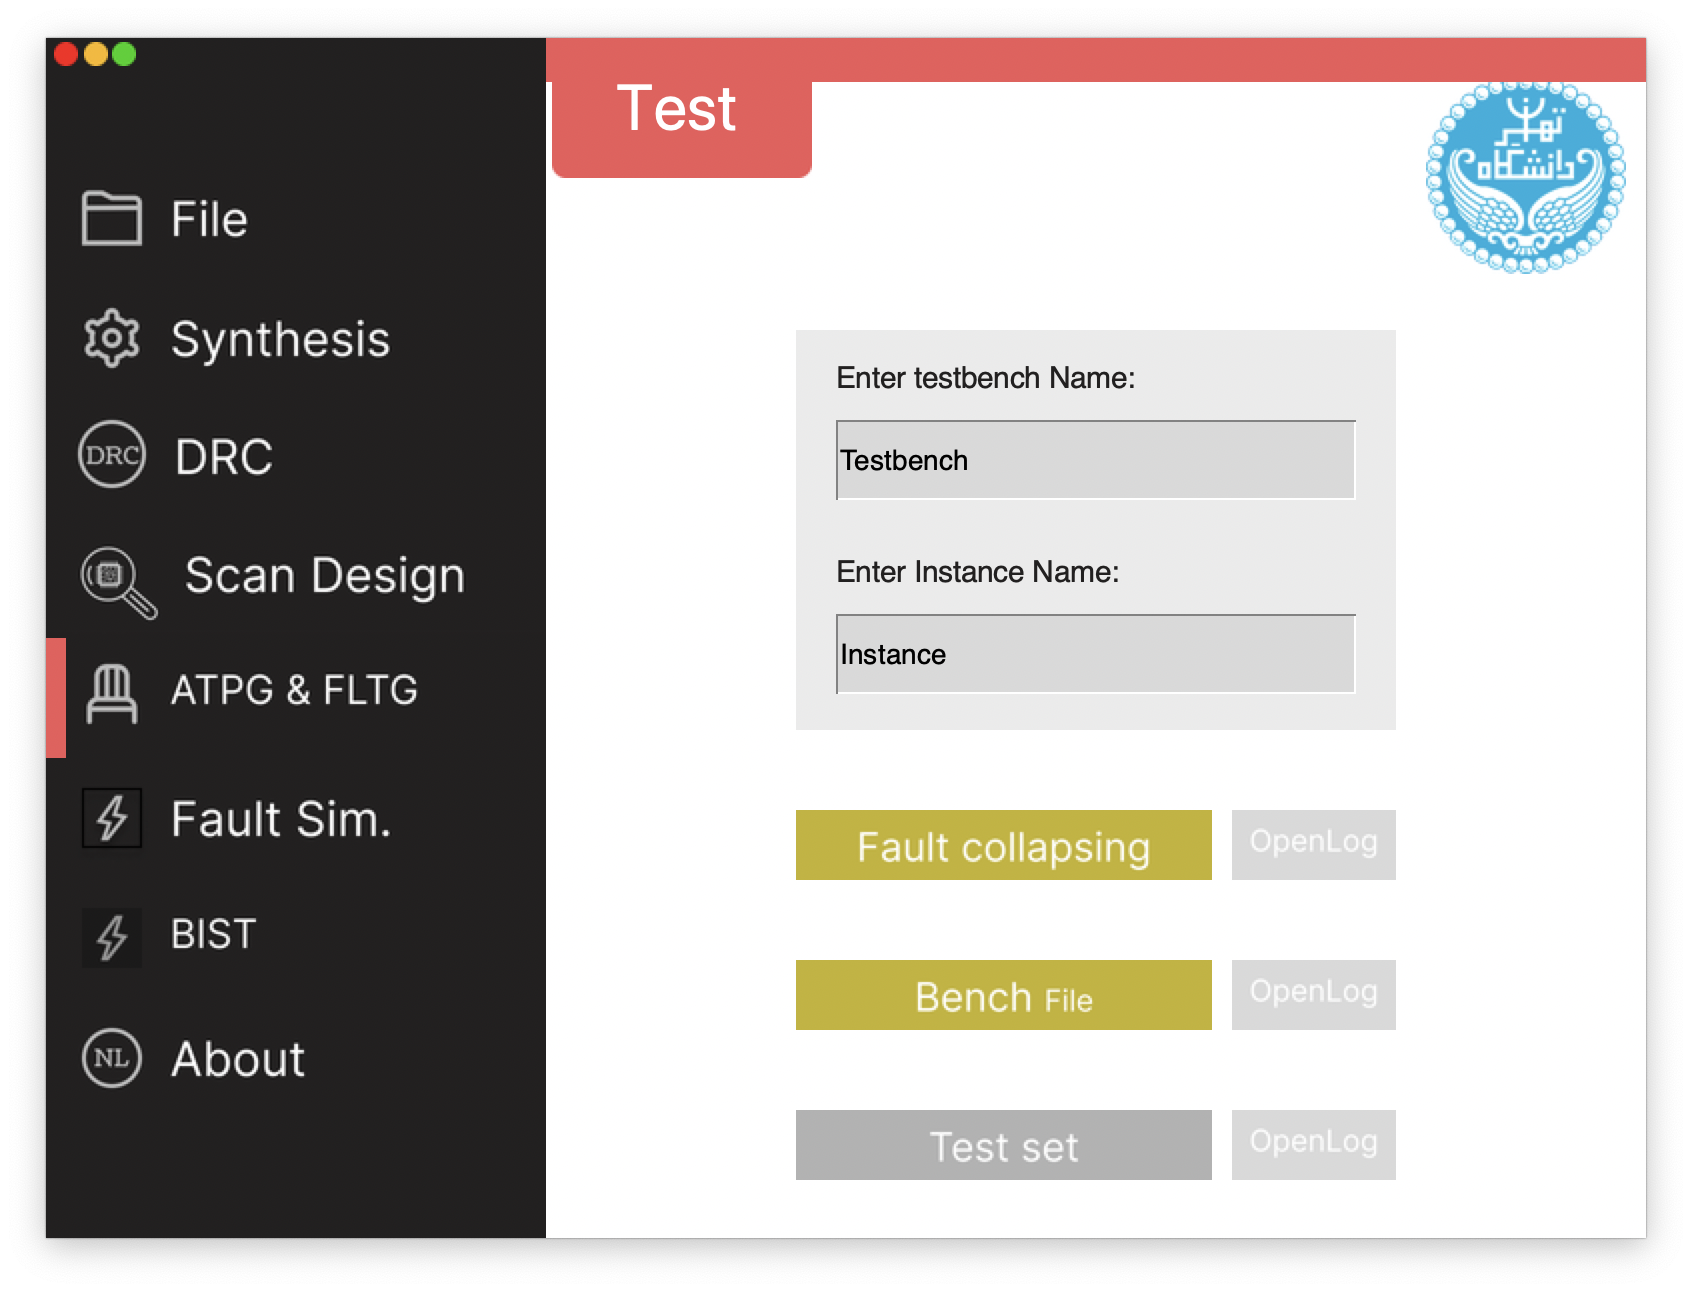 Test
تهران
دانشگاه
File
Synthesis
DRC
DRC
Scan Design
ATPG & FLTG
Fault Sim.
BIST
NL
About
Enter testbench Name:
Testbench
Enter Instance Name:
Instance
Fault collapsing
OpenLog
Bench File
OpenLog
Test set
OpenLog